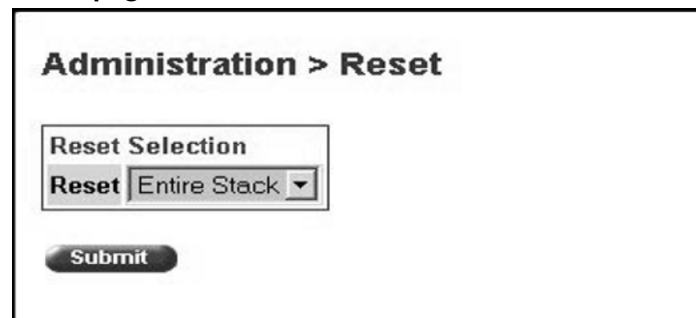 Administration > Reset
Reset Selection
Reset Entire Stack
Submit